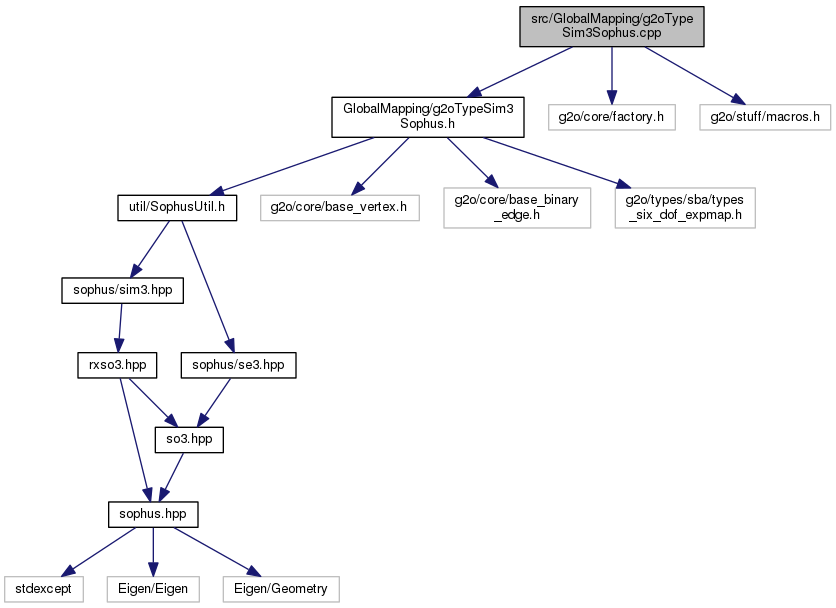 src/GlobalMapping/g2oType
Sim3Sophus.cpp
GlobalMapping/g2oTypeSim3
Sophus.h
g2o/core/factory.h
g2o/stuff/macros.h
util/SophusUtil.h
g2o/core/base_vertex.h
g2o/core/base_binary
_edge.h
g2o/types/sba/types
_six_dof_expmap.h
sophus/sim3.hpp
rxso3.hpp
sophus/se3.hpp
so3.hpp
sophus.hpp
stdexcept
Eigen/Eigen
Eigen/Geometry